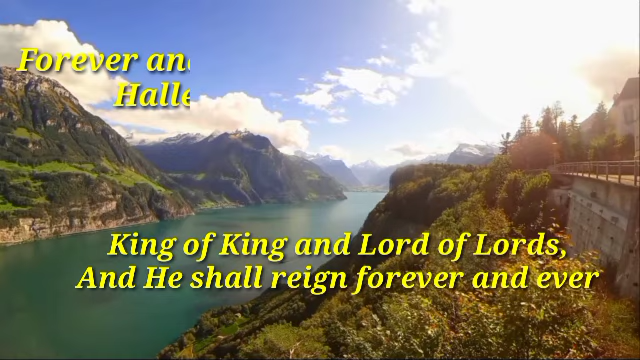 Forever an
Halle
King of King and Lord of Lords,
And He shall reign forever and ever